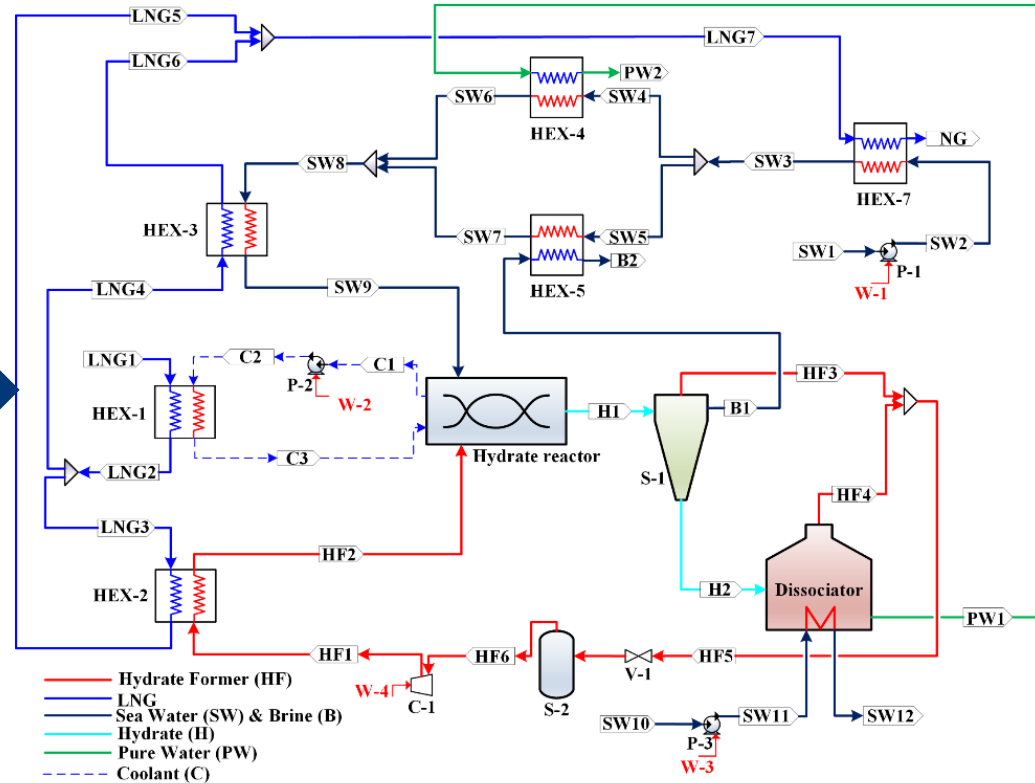 LNG5
LNG6
LNG7
PW2
SW6
SW4
HEX-4
NG
SW8
SW3
HEX-7
HEX-3
SW7
SW5
B2
HEX-5
SW1
SW2
P-1
W-1
LNG4
SW9
LNG1
C2
C1
P-2
W-2
HEX-1
C3
LNG2
Hydrate reactor
H1
HF3
B1
S-1
HF4
LNG3
HF2
HEX-2
H2
Dissociator
PW1
HF1
HF6
HF5
V-1
W-4
C-1
S-2
SW10
SW11
SW12
P-3
W-3
Hydrate Former (HF)
LNG
Sea Water (SW) & Brine (B)
Hydrate (H)
Pure Water (PW)
Coolant (C)